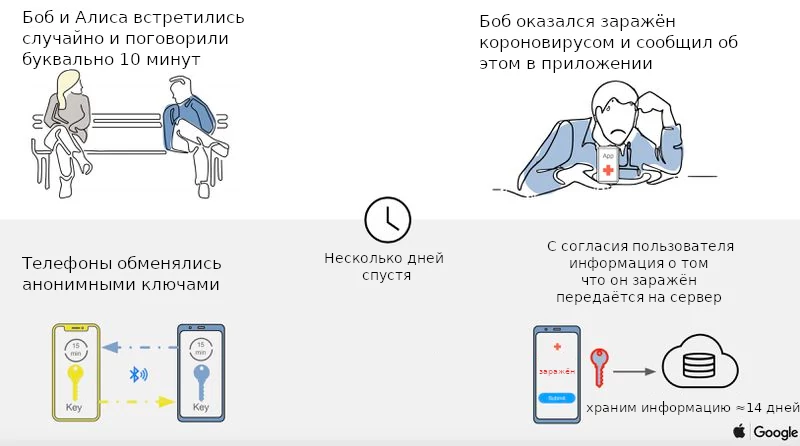 Боб и Алиса встретились
случайно и поговорили
буквально 10 минут
Боб оказался заражён
короновирусом и сообщил об
этом в приложении
App
Несколько дней
спустя
Телефоны обменялись
анонимными ключами
15
min
Key
15
min
Key
С согласия пользователя
информация о том
что он заражён
передаётся на сервер
заражён
Submit
храним информацию ≈14 дней
Google